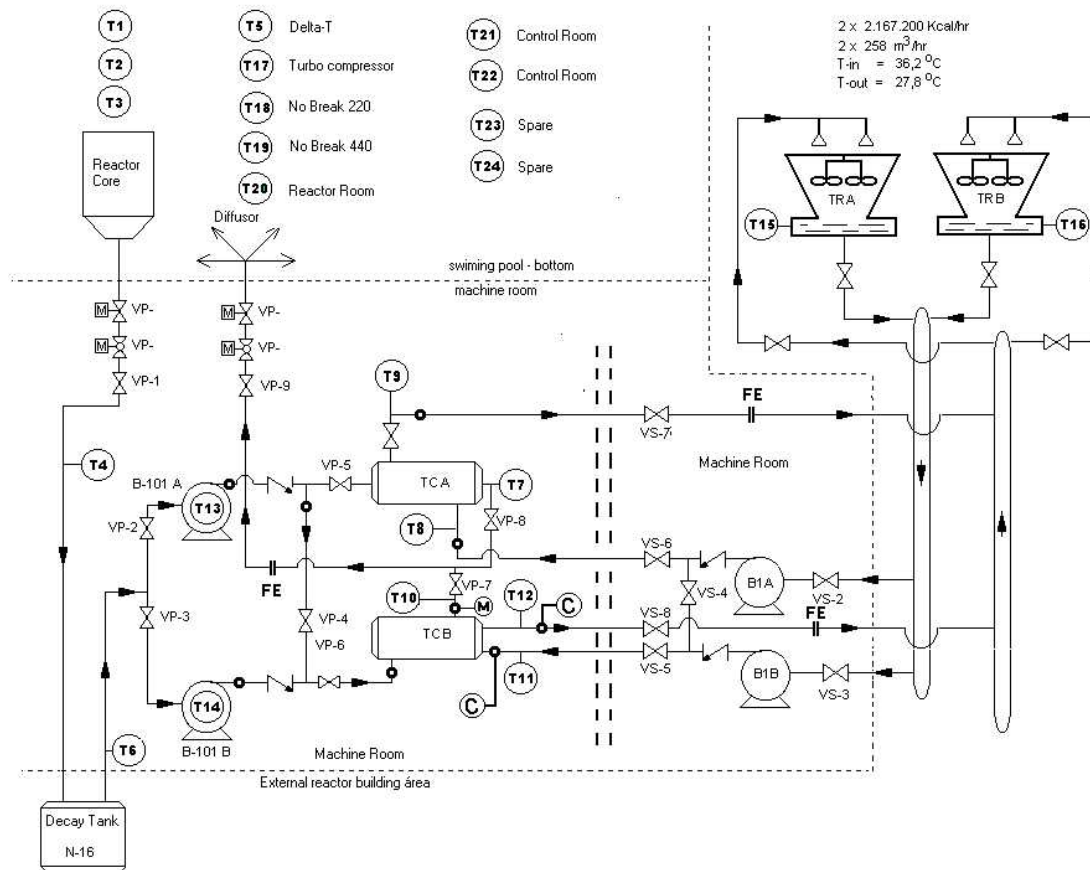 T1
T2
T3
T5 Delta-T
T17 Turbo compressor
T18 No Break 220
T19 No Break 440
T20 Reactor Room
T21 Control Room
T22 Control Room
T23 Spare
T24 Spare
2 x 2.167.200 Kcal/hr
2 x 258 m³/hr
T-in = 36,2 ºC
T-out = 27,8 ºC
Reactor
Core
Diffusor
swiming pool - bottom
machine room
TRA
TRB
T15
T16
M VP-
M VP-
VP-1
M VP-
M VP-
VP-9
T9
FE
VS-7
Machine Room
T4
B-101 A
T13
VP-5
TCA
T7
VP-8
T8
VP-2
VS-6
VS-4
B1A
VS-2
FE
VP-7
T10
M
T12
C
VP-3
VP-4
VP-6
TCB
VS-8
FE
VS-5
T11
C
B1B
VS-3
T14
B-101 B
T6
Machine Room
External reactor building área
Decay Tank
N-16